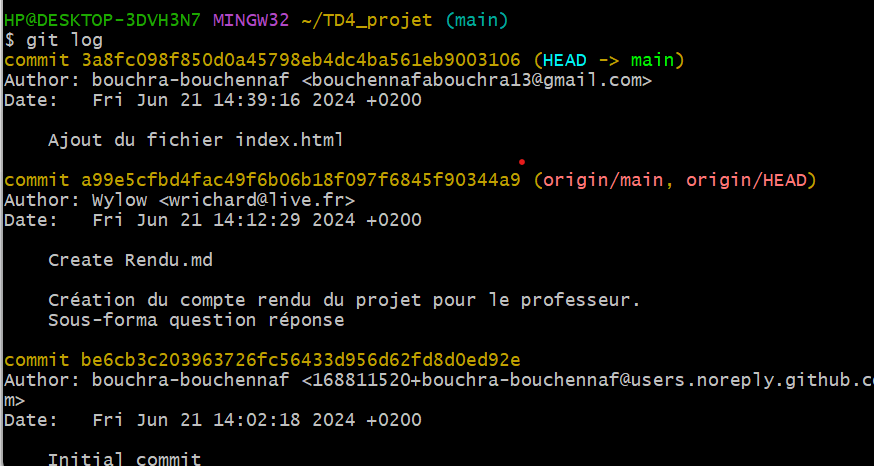 HP@DESKTOP-3DVH3N7 MINGW32 ~/TD4_projet (main)
$ git log
commit 3a8fc098f850d0a45798eb4dc4ba561eb9003106 (HEAD -> main)
Author: bouchra-bouchennaf <bouchennafabouchra13@gmail.com>
Date:   Fri Jun 21 14:39:16 2024 +0200
Ajout du fichier index.html
commit a99e5cfbd4fac49f6b06b18f097f6845f90344a9 (origin/main, origin/HEAD)
Author: Wylow <wrichard@live.fr>
Date:   Fri Jun 21 14:12:29 2024 +0200
Create Rendu.md
Création du compte rendu du projet pour le professeur.
Sous-forma question réponse
commit be6cb3c203963726fc56433d956d62fd8d0ed92e
Author: bouchra-bouchennaf <168811520+bouchra-bouchennaf@users.noreply.github.co
m>
Date:   Fri Jun 21 14:02:18 2024 +0200
Initial commit